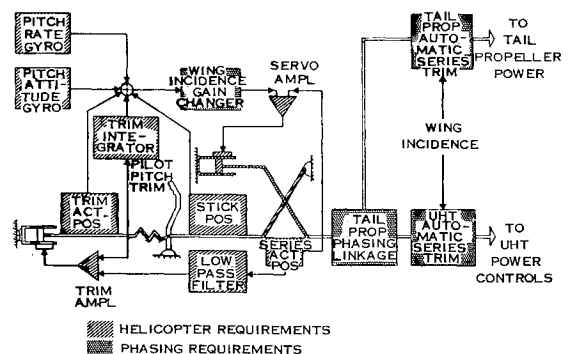 PITCH
RATE
GYRO
PITCH
ATTI-
TUDE
GYRO
WING
INCIDENCE
GAIN
CHANGER
SERVO
AMPL
TAIL
PROP
AUTO-
MATIC
SERIES
TRIM
TO
TAIL
PROPELLER
POWER
TRIM
INTE-
GRATOR
PILOT
PITCH
TRIM
WING
INCIDENCE
TRIM
ACT-
POS
STICK
POS
SERIES
ACT
POS
TAIL
PROP
PHASING
LINKAGE
UHT
AUTO-
MATIC
SERIES
TRIM
TO
UHT
POWER
CONTROLS
TRIM
AMPL
LOW
PASS
FILTER
HELICOPTER REQUIREMENTS
PHASING REQUIREMENTS